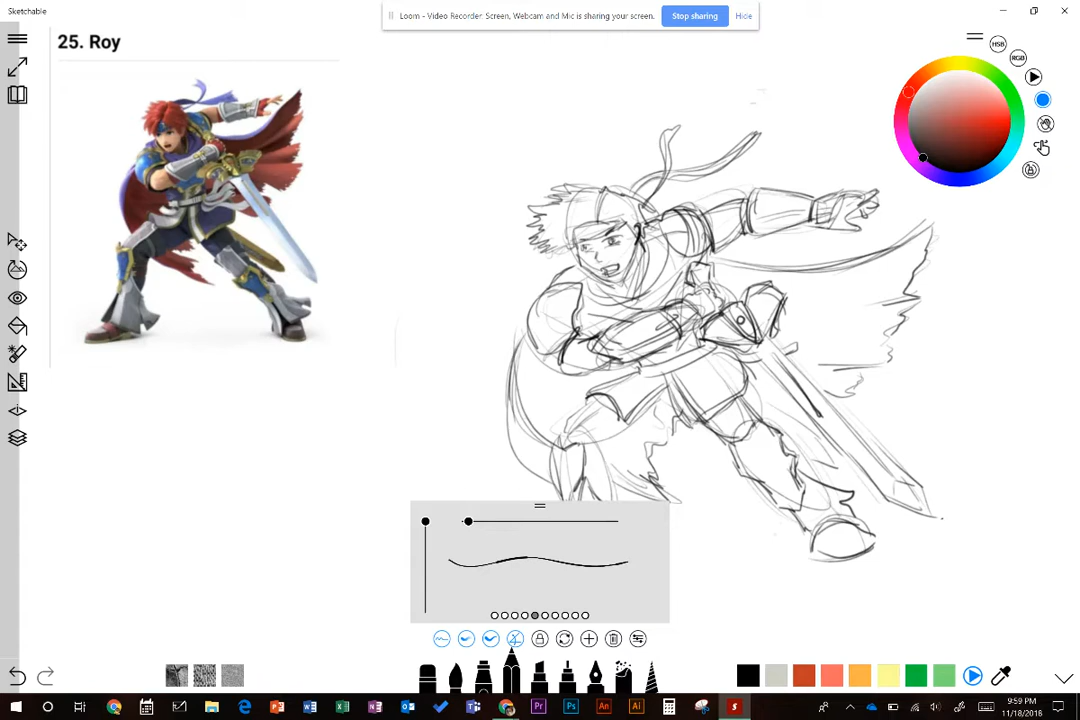 Sketchable
Loom - Video Recorder: Screen, Webcam and Mic is sharing your screen.
Stop sharing
Hide
25. Roy
HSB
RGB
9:59 PM
11/18/2016